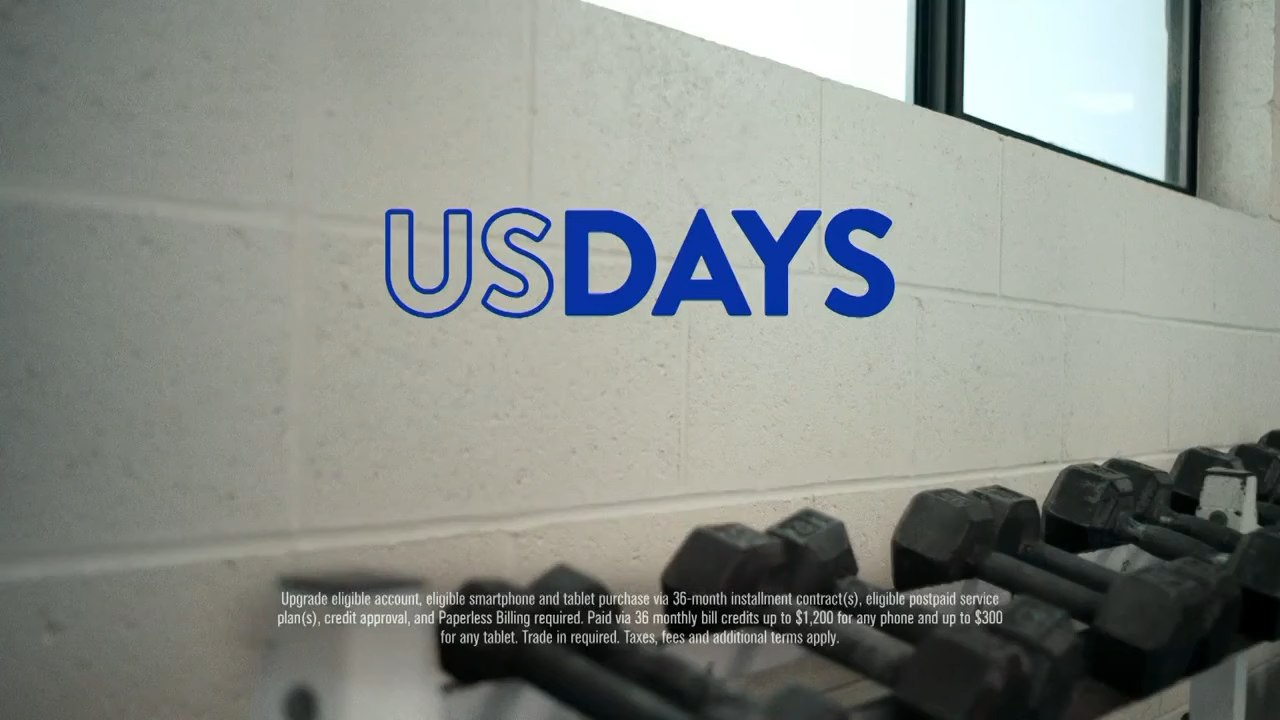 USDAYS
Upgrade eligible account, eligible smartphone and tablet purchase via 36-month installment contract(s), eligible postpaid service
plan(s), credit approval, and Paperless Billing required. Paid via 36 monthly bill credits up to $1,200 for any phone and up to $300
for any tablet. Trade in required. Taxes, fees and additional terms apply.